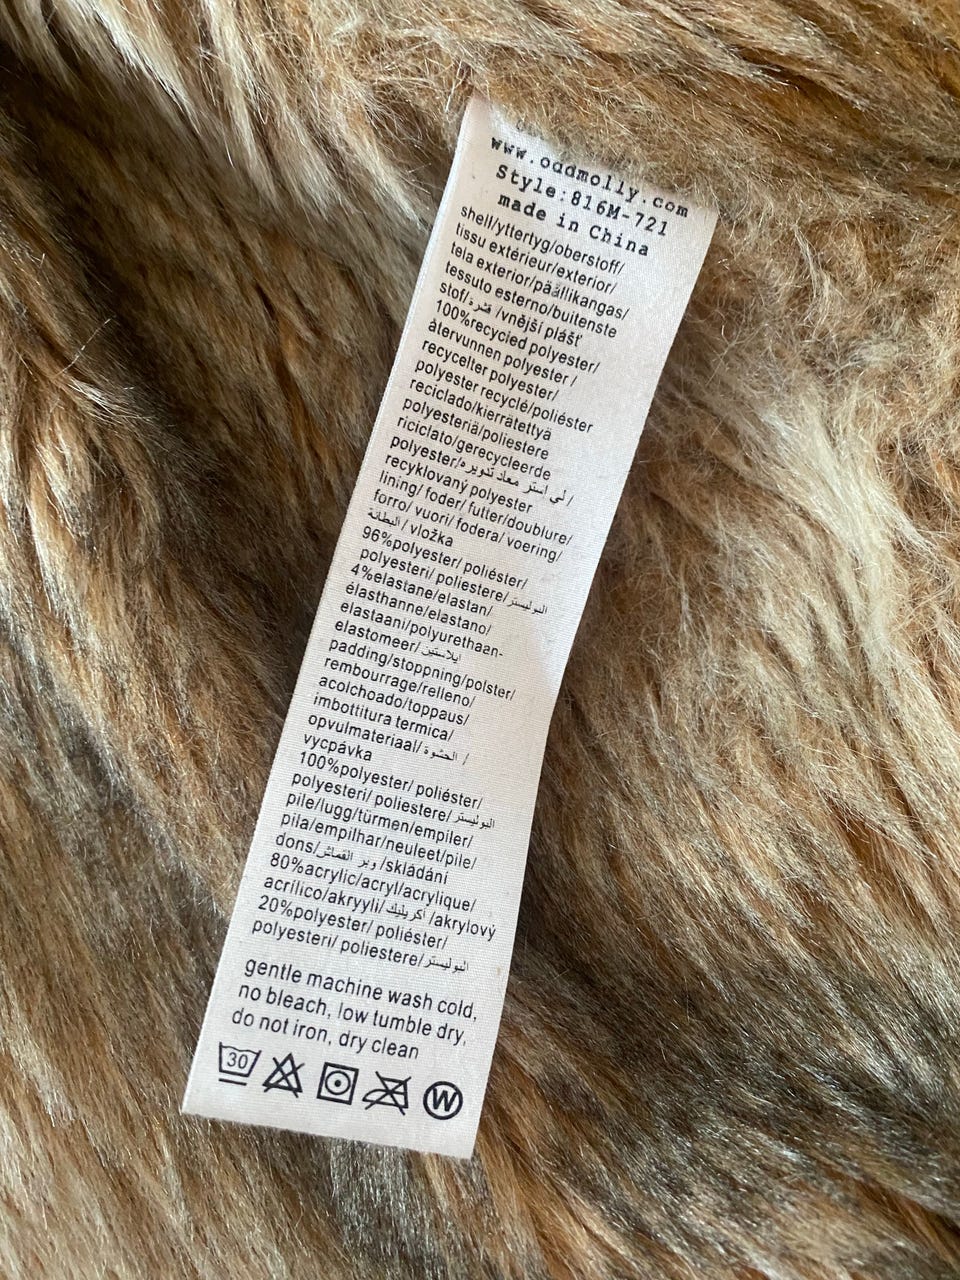 www.oddmolly.com
Style:816M-721
made in China
shell/yttertyg/oberstoff/
tissu extérieur/exterior/
tela exterior/päällikangas/
tessuto esterno/buitenste
stof/قشرة /vnější plášť
100%recycied polyester/
återvunnen polyester /
recycelter polyester/
polyester recyclé/poliéster
reciclado/kierrätettyä
polyesteriä/poliestere
riciclato/gerecycleerde
polyester/لي استر معاد تدويره /
recyklovaný polyester
lining/ foder/ futter/doublure/
forro/ vuori/ fodera/ voering/
البطانة/ vložka
96%polyester/ poliéster/
polyesteri/ poliestere/البوليستر
4%elastane/elastan/
élasthanne/elastano/
elastaani/polyurethaan-
elastomeer/ايلاستين
padding/stoppning/polster/
rembourrage/relleno/
acolchoado/toppaus/
imbottitura termica/
opvulmateriaal/الحشوة /
vycpávka
100%polyester/ poliéster/
polyesteri/ poliestere/البوليستر
pile/lugg/türmen/empiler/
pila/empilhar/neuleet/pile/
dons/وبر القماش /skládání
80%acrylic/acryl/acrylique/
acrílico/akryyli/أكريليك /akrylový
20%polyester/ poliéster/
polyesteri/ poliestere/البوليستر
gentle machine wash cold,
no bleach, low tumble dry,
do not iron, dry clean
30 W